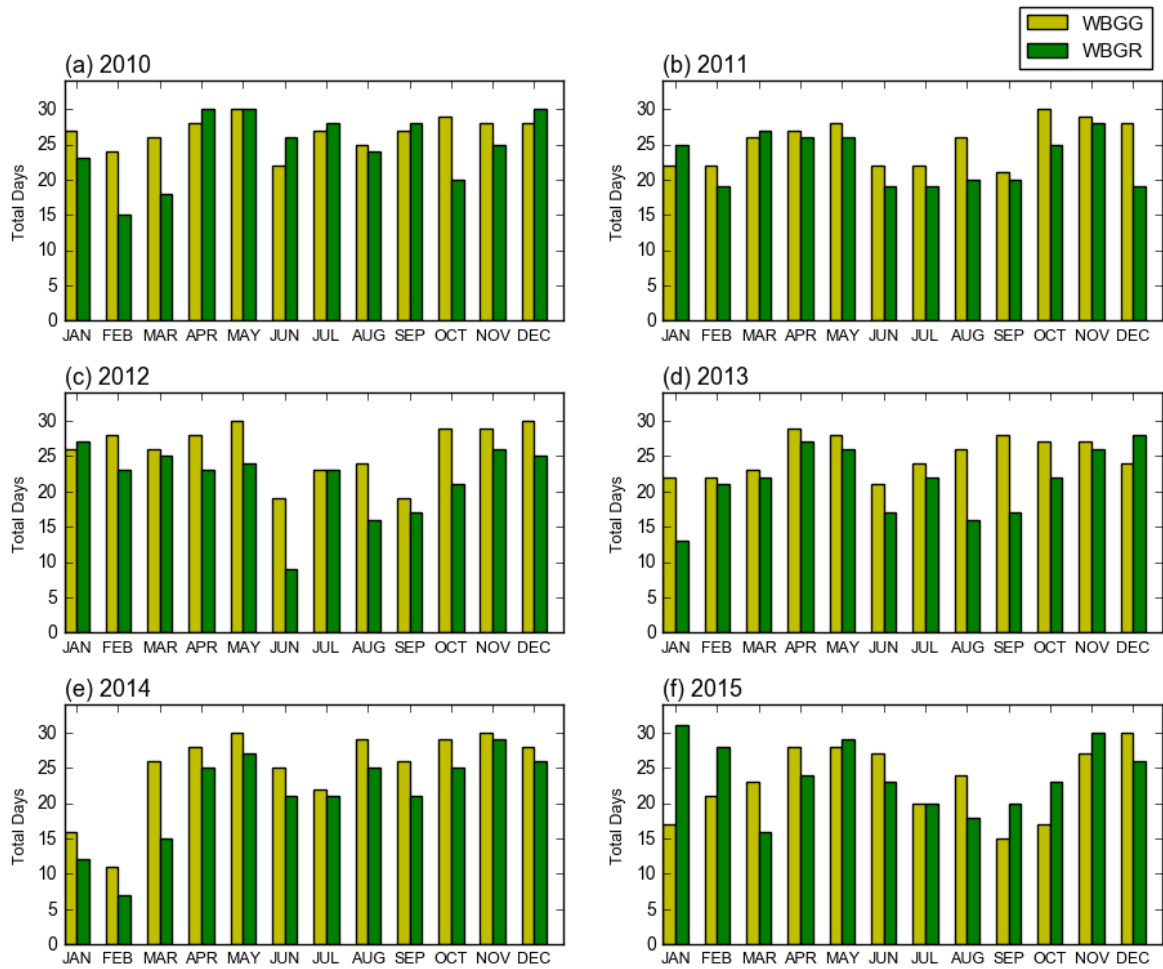 WBGG
WBGR
(a) 2010
Total Days
30
25
20
15
10
5
0
JAN FEB MAR APR MAY JUN JUL AUG SEP OCT NOV DEC
(b) 2011
Total Days
30
25
20
15
10
5
0
JAN FEB MAR APR MAY JUN JUL AUG SEP OCT NOV DEC
(c) 2012
Total Days
30
25
20
15
10
5
0
JAN FEB MAR APR MAY JUN JUL AUG SEP OCT NOV DEC
(d) 2013
Total Days
30
25
20
15
10
5
0
JAN FEB MAR APR MAY JUN JUL AUG SEP OCT NOV DEC
(e) 2014
Total Days
30
25
20
15
10
5
0
JAN FEB MAR APR MAY JUN JUL AUG SEP OCT NOV DEC
(f) 2015
Total Days
30
25
20
15
10
5
0
JAN FEB MAR APR MAY JUN JUL AUG SEP OCT NOV DEC